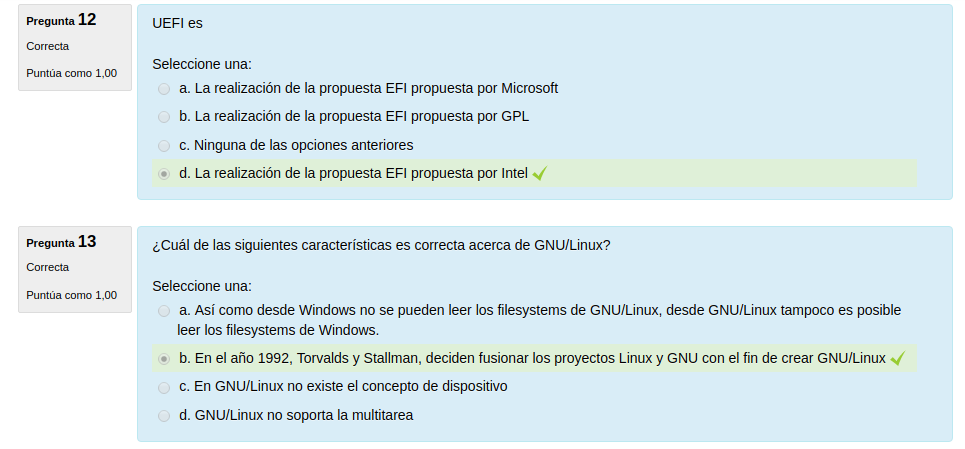 Pregunta 12
Correcta
Puntúa como 1,00
UEFI es
Seleccione una:
a. La realización de la propuesta EFI propuesta por Microsoft
b. La realización de la propuesta EFI propuesta por GPL
c. Ninguna de las opciones anteriores
d. La realización de la propuesta EFI propuesta por Intel
Pregunta 13
Correcta
Puntúa como 1,00
¿Cuál de las siguientes características es correcta acerca de GNU/Linux?
Seleccione una:
a. Así como desde Windows no se pueden leer los filesystems de GNU/Linux, desde GNU/Linux tampoco es posible
leer los filesystems de Windows.
b. En el año 1992, Torvalds y Stallman, deciden fusionar los proyectos Linux y GNU con el fin de crear GNU/Linux
c. En GNU/Linux no existe el concepto de dispositivo
d. GNU/Linux no soporta la multitarea